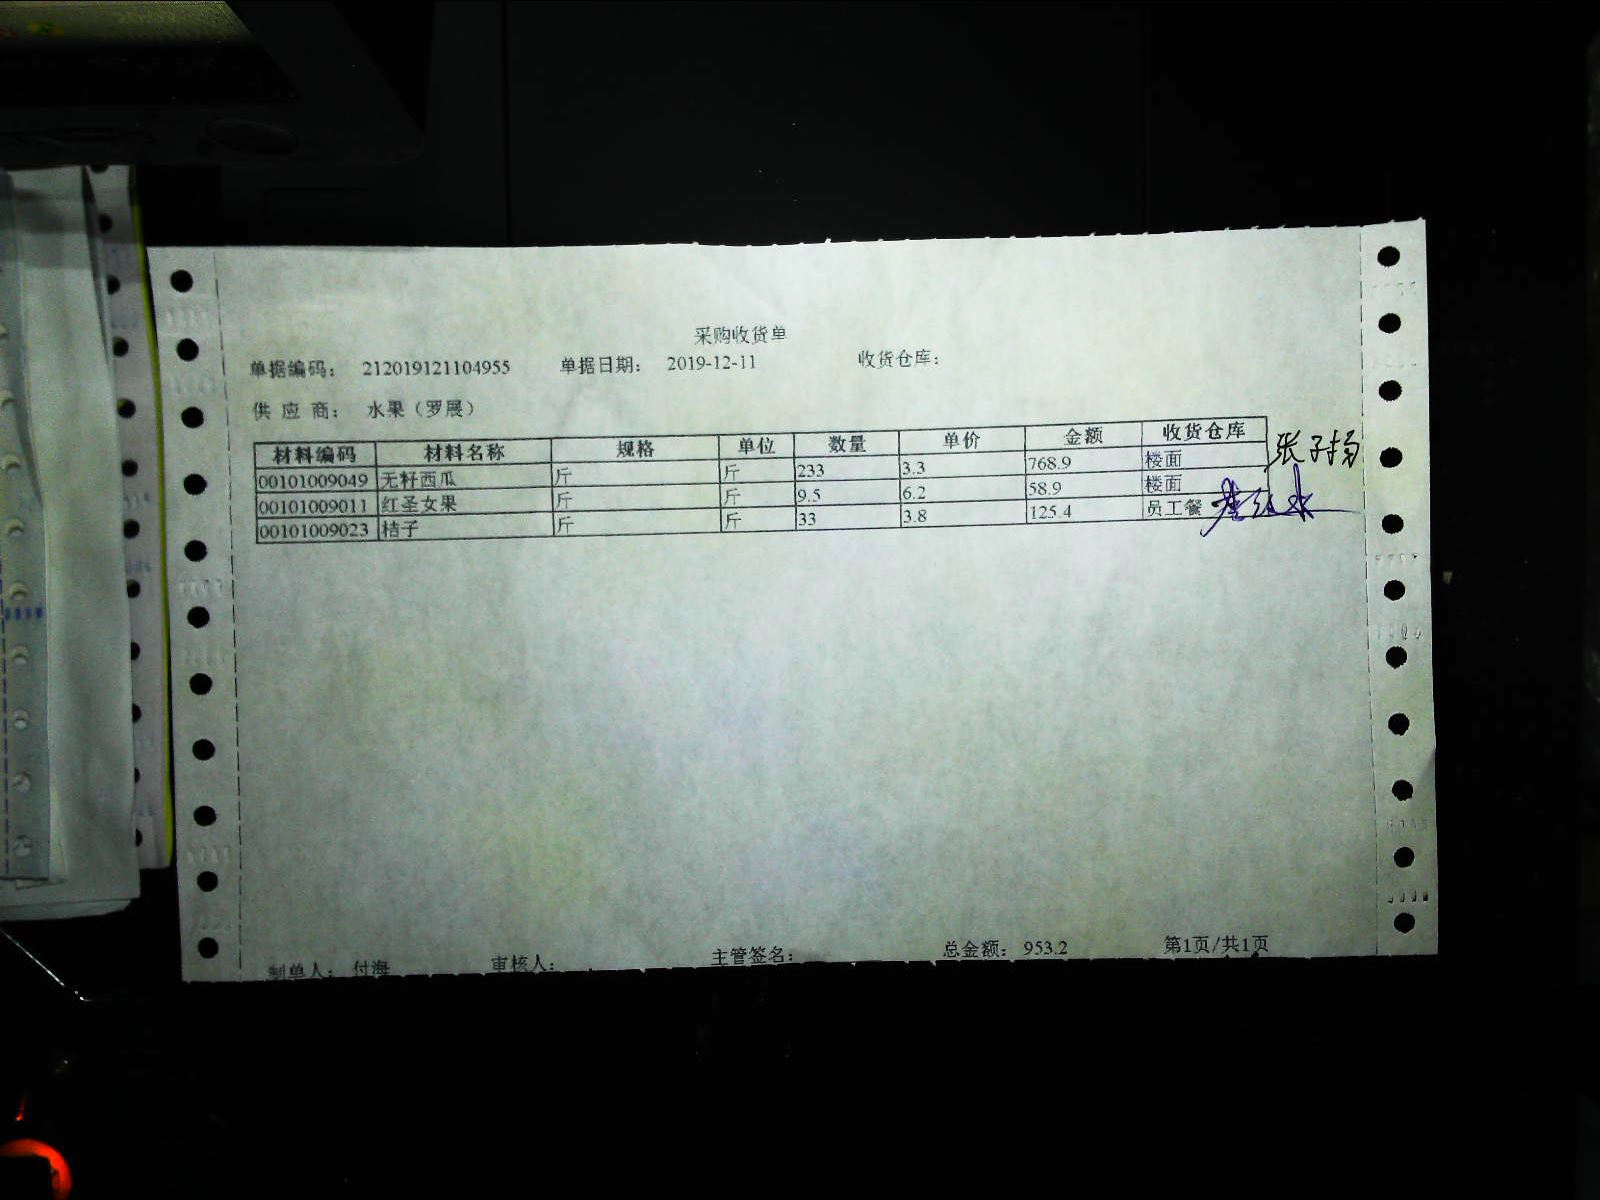 采购收货单
单据编码： 212019121104955 单据日期： 2019-12-11 收货仓库：
供 应 商： 水果（罗展）
材料编码 材料名称 规格 单位 数量 单价 金额 收货仓库
00101009049 无籽西瓜 斤 斤 233 3.3 768.9 楼面
00101009011 红圣女果 斤 斤 9.5 6.2 58.9 楼面
00101009023 桔子 斤 斤 33 3.8 125.4 员工餐
制单人： 付海 审核人： 主管签名： 总金额： 953.2 第1页/共1页